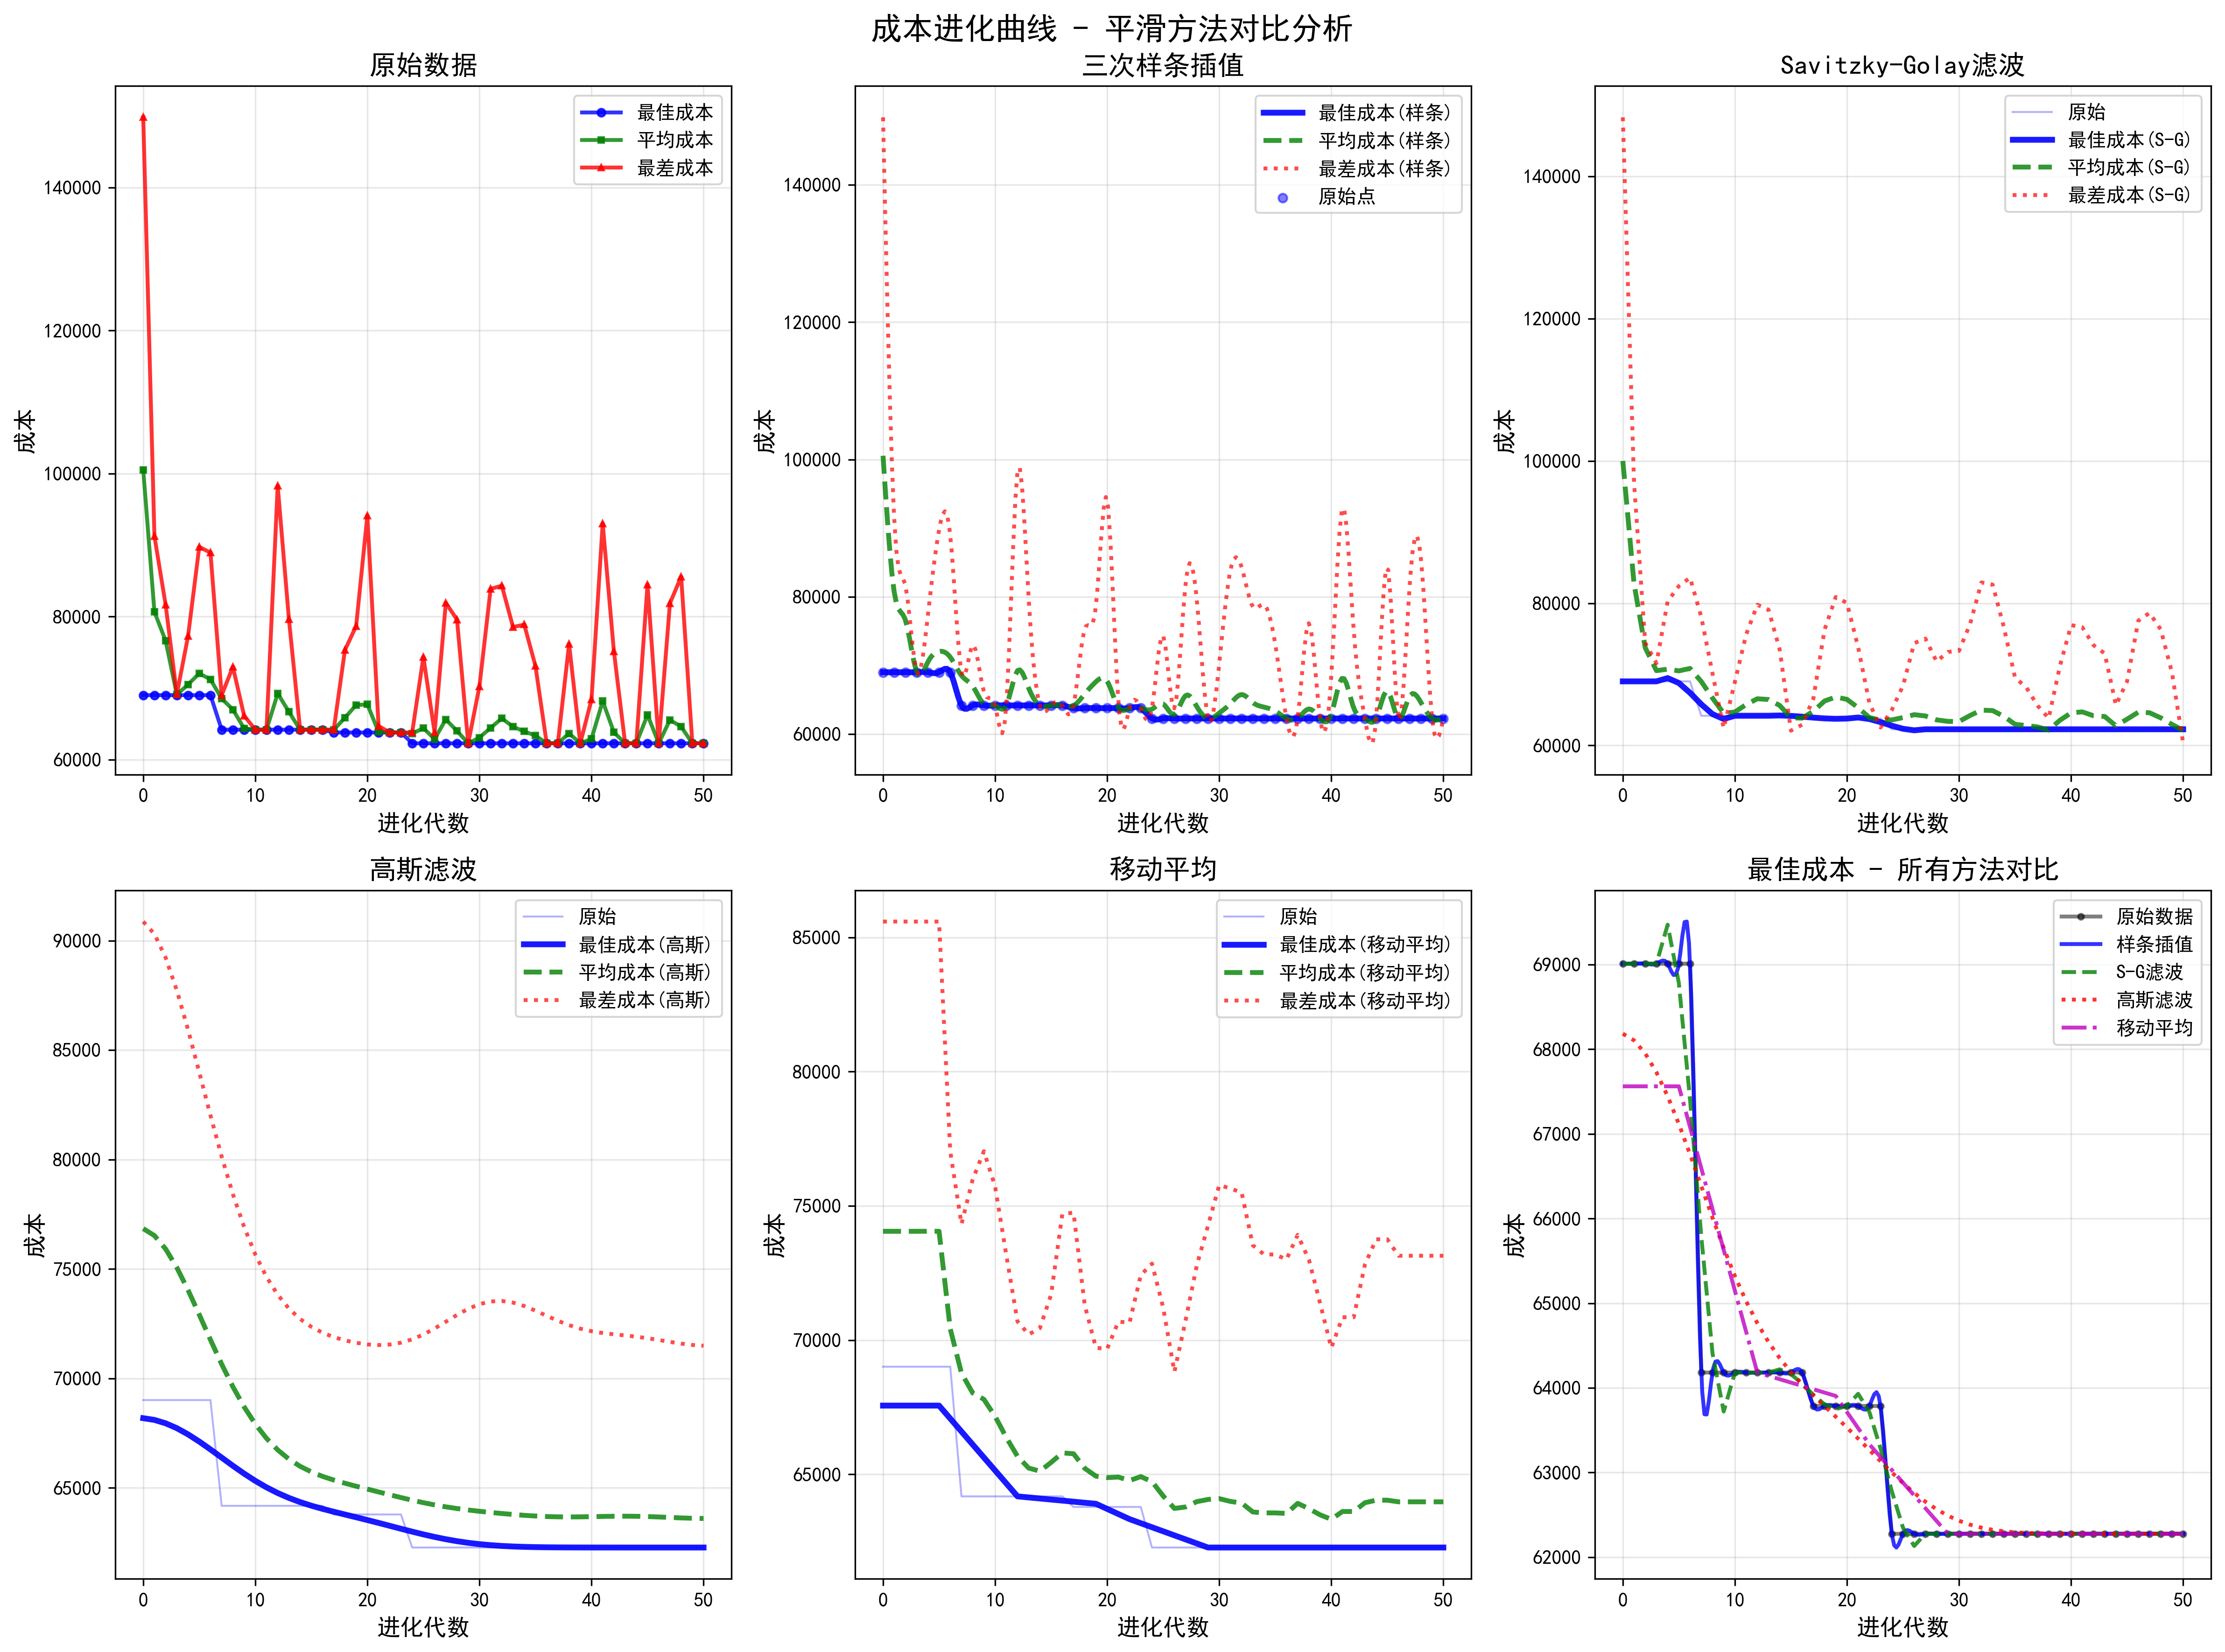 成本进化曲线 - 平滑方法对比分析
原始数据
最佳成本
平均成本
最差成本
140000
120000
100000
80000
60000
成本
0 10 20 30 40 50
进化代数
三次样条插值
最佳成本(样条)
平均成本(样条)
最差成本(样条)
原始点
140000
120000
100000
80000
60000
成本
0 10 20 30 40 50
进化代数
Savitzky-Golay滤波
原始
最佳成本(S-G)
平均成本(S-G)
最差成本(S-G)
140000
120000
100000
80000
60000
成本
0 10 20 30 40 50
进化代数
高斯滤波
原始
最佳成本(高斯)
平均成本(高斯)
最差成本(高斯)
90000
85000
80000
75000
70000
65000
成本
0 10 20 30 40 50
进化代数
移动平均
原始
最佳成本(移动平均)
平均成本(移动平均)
最差成本(移动平均)
85000
80000
75000
70000
65000
成本
0 10 20 30 40 50
进化代数
最佳成本 - 所有方法对比
原始数据
样条插值
S-G滤波
高斯滤波
移动平均
69000
68000
67000
66000
65000
64000
63000
62000
成本
0 10 20 30 40 50
进化代数